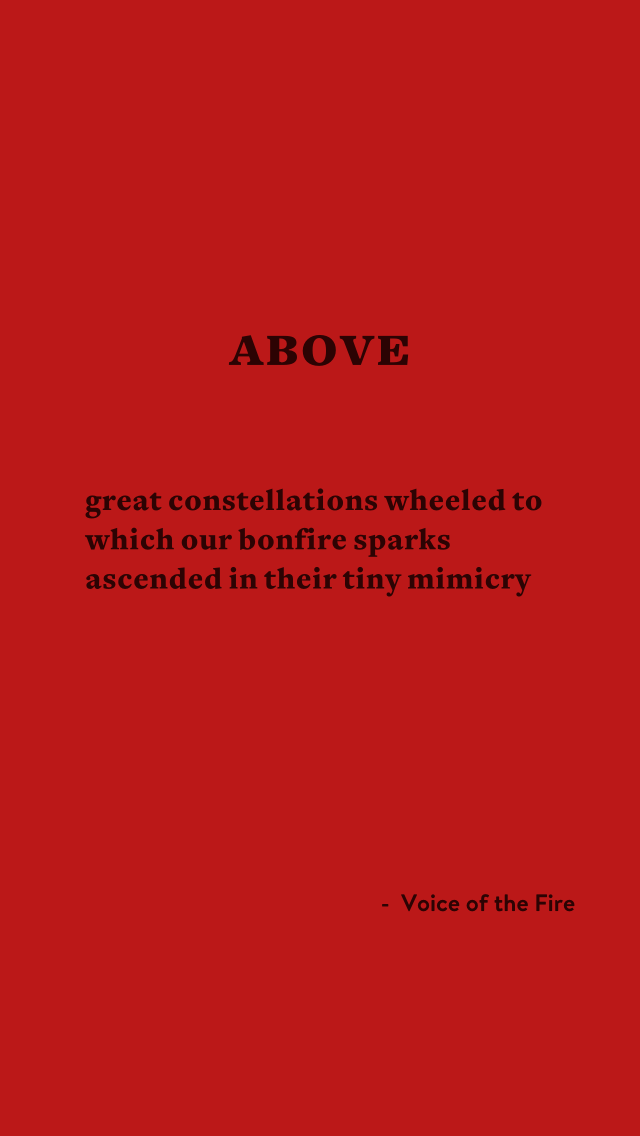 ABOVE
great constellations wheeled to
which our bonfire sparks
ascended in their tiny mimicry
- Voice of the Fire